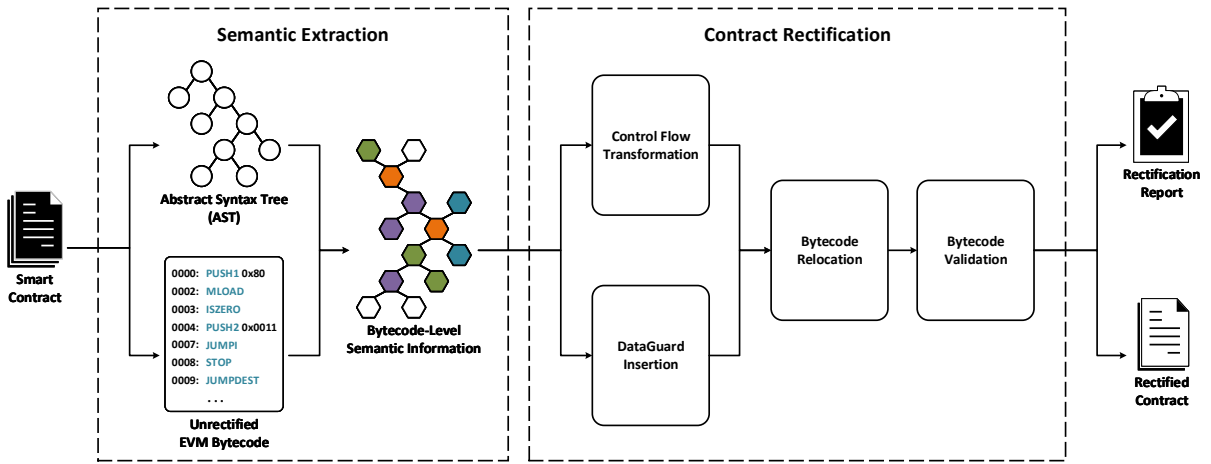 Semantic Extraction
Contract Rectification
Smart
Contract
Abstract Syntax Tree
(AST)
0000: PUSH1 0x80
0002: MLOAD
0003: ISZERO
0004: PUSH2 0x0011
0007: JUMPI
0008: STOP
0009: JUMPDEST
...
Unrectified
EVM Bytecode
Bytecode-Level
Semantic Information
Control Flow
Transformation
DataGuard
Insertion
Bytecode
Relocation
Bytecode
Validation
Rectification
Report
Rectified
Contract